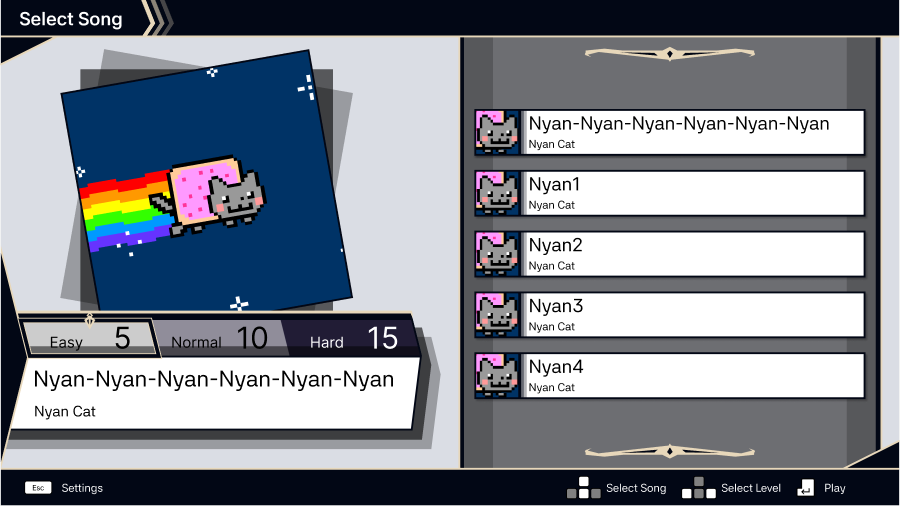 Select Song
Easy 5 Normal 10 Hard 15
Nyan-Nyan-Nyan-Nyan-Nyan-Nyan
Nyan Cat
Nyan-Nyan-Nyan-Nyan-Nyan-Nyan
Nyan Cat
Nyan1
Nyan Cat
Nyan2
Nyan Cat
Nyan3
Nyan Cat
Nyan4
Nyan Cat
Esc Settings Select Song Select Level Play